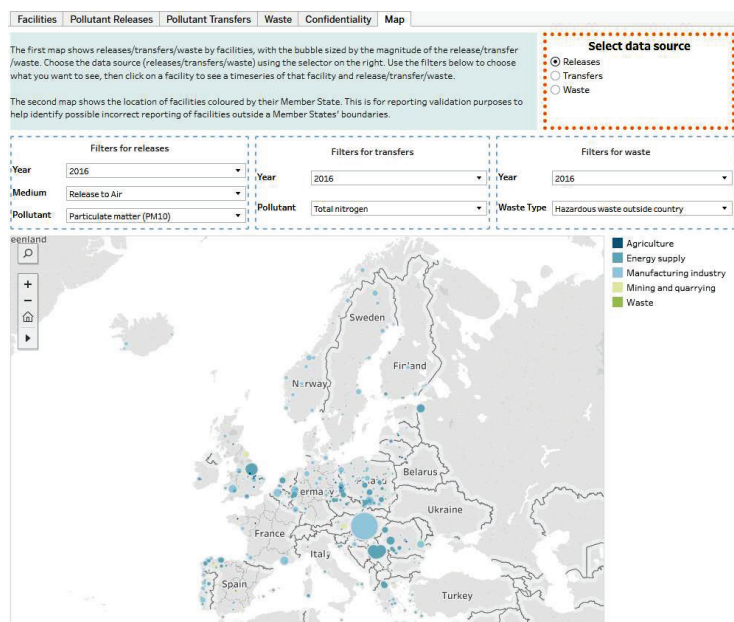 Facilities Pollutant Releases Pollutant Transfers Waste Confidentiality Map
The first map shows releases/transfers/waste by facilities, with the bubble sized by the magnitude of the release/transfer
/waste. Choose the data source (releases/transfers/waste) using the selector on the right. Use the filters below to choose
what you want to see, then click on a facility to see a timeseries of that facility and release/transfer/waste.
The second map shows the location of facilities coloured by their Member State. This is for reporting validation purposes to
help identify possible incorrect reporting of facilities outside a Member States' boundaries.
Select data source
Releases
Transfers
Waste
Filters for releases
Year 2016
Medium Release to Air
Pollutant Particulate matter (PM10)
Filters for transfers
Year 2016
Pollutant Total nitrogen
Filters for waste
Year 2016
Waste Type Hazardous waste outside country
eenland
Sweden
Finland
Norway
Belarus
Germany
Ukraine
France
Italy
Spain
Turkey
Agriculture
Energy supply
Manufacturing industry
Mining and quarrying
Waste